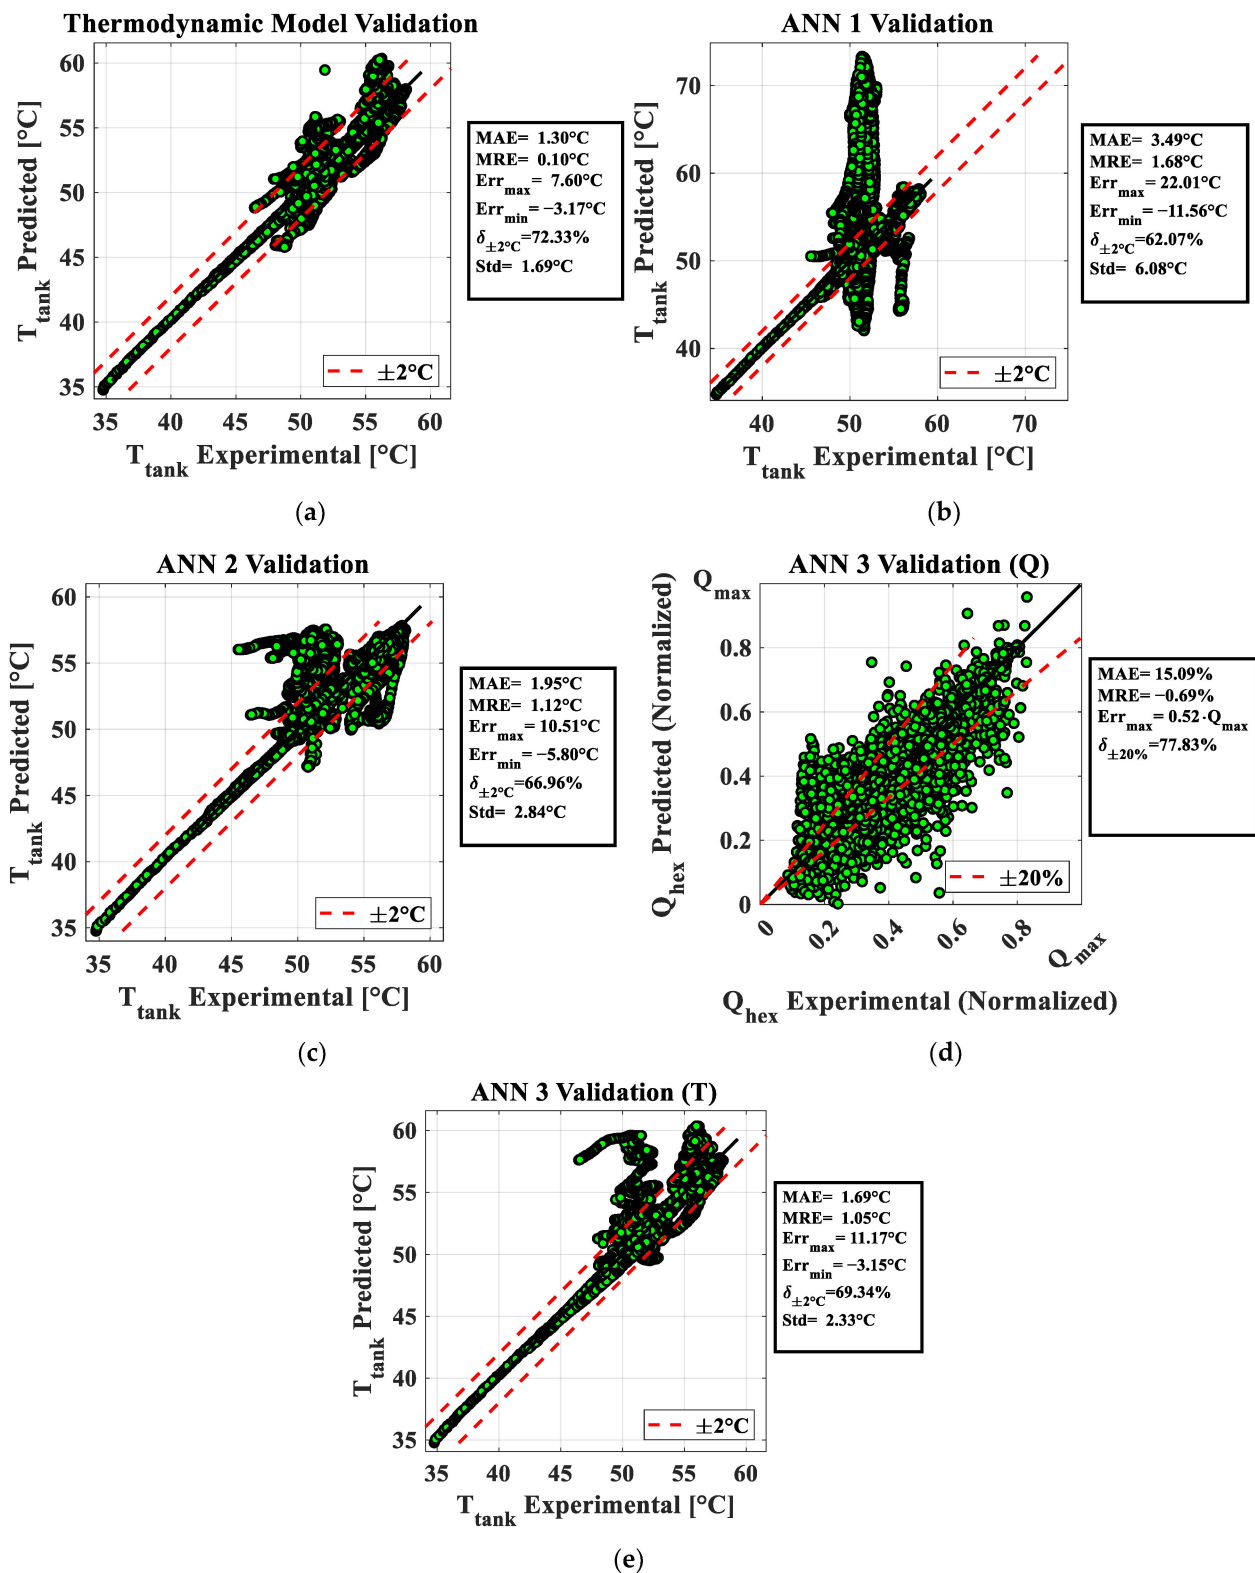 Thermodynamic Model Validation
60
55
50
45
40
35
T_tank Predicted [°C]
35 40 45 50 55 60
T_tank Experimental [°C]
±2°C
MAE= 1.30°C
MRE= 0.10°C
Err_max = 7.60°C
Err_min = −3.17°C
δ_±2°C=72.33%
Std= 1.69°C
(a)
ANN 1 Validation
70
60
50
40
T_tank Predicted [°C]
40 50 60 70
T_tank Experimental [°C]
±2°C
MAE= 3.49°C
MRE= 1.68°C
Err_max = 22.01°C
Err_min = −11.56°C
δ_±2°C=62.07%
Std= 6.08°C
(b)
ANN 2 Validation
60
55
50
45
40
35
T_tank Predicted [°C]
35 40 45 50 55 60
T_tank Experimental [°C]
±2°C
MAE= 1.95°C
MRE= 1.12°C
Err_max = 10.51°C
Err_min = −5.80°C
δ_±2°C=66.96%
Std= 2.84°C
(c)
ANN 3 Validation (Q)
Q_max
0.8
0.6
0.4
0.2
0
Q_hex Predicted (Normalized)
0 0.2 0.4 0.6 0.8 Q_max
Q_hex Experimental (Normalized)
±20%
MAE= 15.09%
MRE= −0.69%
Err_max = 0.52·Q_max
δ_±20%=77.83%
(d)
ANN 3 Validation (T)
60
55
50
45
40
35
T_tank Predicted [°C]
35 40 45 50 55 60
T_tank Experimental [°C]
±2°C
MAE= 1.69°C
MRE= 1.05°C
Err_max = 11.17°C
Err_min = −3.15°C
δ_±2°C=69.34%
Std= 2.33°C
(e)